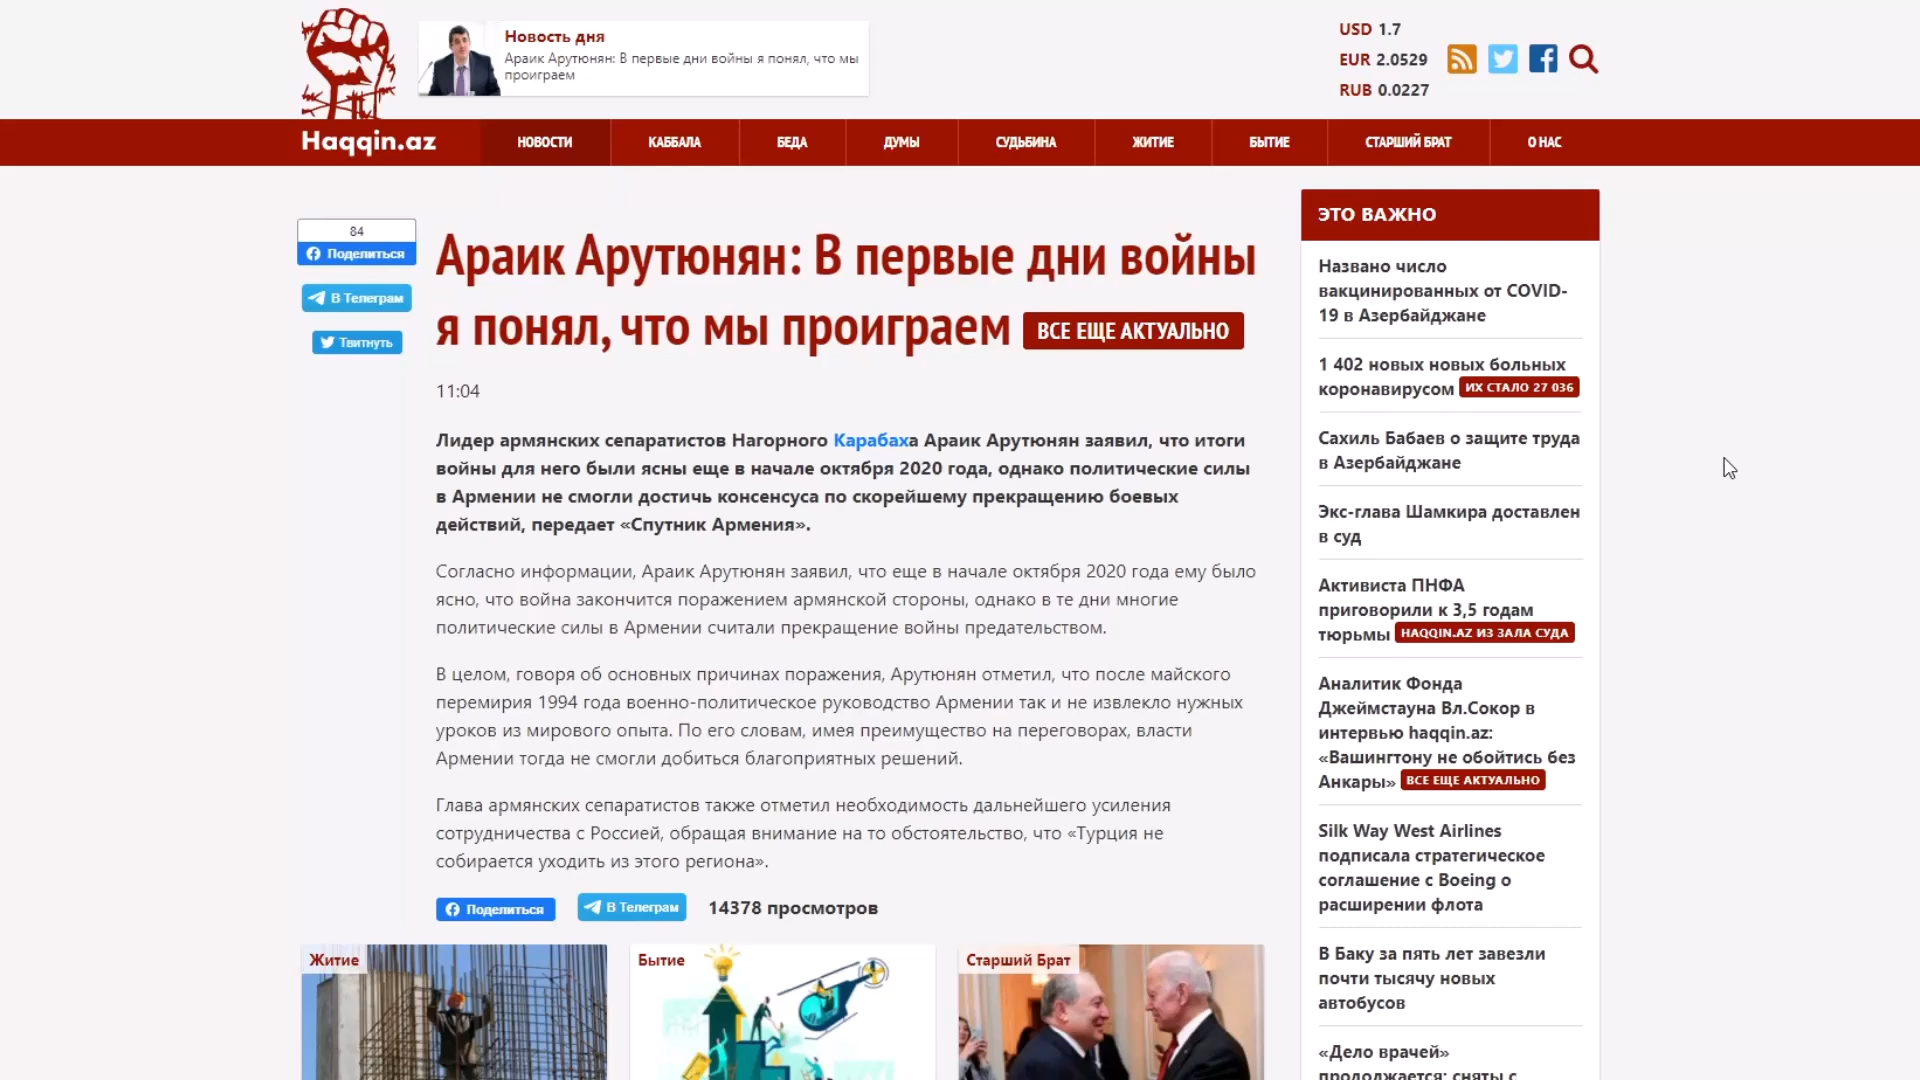 Новость дня
Араик Арутюнян: В первые дни войны я понял, что мы
проиграем
USD 1.7
EUR 2.0529
RUB 0.0227
Haqqin.az
НОВОСТИ
КАББАЛА
БЕДА
ДУМЫ
СУДЬБИНА
ЖИТИЕ
БЫТИЕ
СТАРШИЙ БРАТ
О НАС
84
Поделиться
В Телеграм
Твитнуть
Араик Арутюнян: В первые дни войны
я понял, что мы проиграем ВСЕ ЕЩЕ АКТУАЛЬНО
11:04
Лидер армянских сепаратистов Нагорного Карабаха Араик Арутюнян заявил, что итоги
войны для него были ясны еще в начале октября 2020 года, однако политические силы
в Армении не смогли достичь консенсуса по скорейшему прекращению боевых
действий, передает «Спутник Армения».
Согласно информации, Араик Арутюнян заявил, что еще в начале октября 2020 года ему было
ясно, что война закончится поражением армянской стороны, однако в те дни многие
политические силы в Армении считали прекращение войны предательством.
В целом, говоря об основных причинах поражения, Арутюнян отметил, что после майского
перемирия 1994 года военно-политическое руководство Армении так и не извлекло нужных
уроков из мирового опыта. По его словам, имея преимущество на переговорах, власти
Армении тогда не смогли добиться благоприятных решений.
Глава армянских сепаратистов также отметил необходимость дальнейшего усиления
сотрудничества с Россией, обращая внимание на то обстоятельство, что «Турция не
собирается уходить из этого региона».
Поделиться
В Телеграм
14378 просмотров
Житие
Бытие
Старший Брат
ЭТО ВАЖНО
Названо число
вакцинированных от COVID-
19 в Азербайджане
1 402 новых новых больных
коронавирусом ИХ СТАЛО 27 036
Сахиль Бабаев о защите труда
в Азербайджане
Экс-глава Шамкира доставлен
в суд
Активиста ПНФА
приговорили к 3,5 годам
тюрьмы HAQQIN.AZ ИЗ ЗАЛА СУДА
Аналитик Фонда
Джеймстауна Вл.Сокор в
интервью haqqin.az:
«Вашингтону не обойтись без
Анкары» ВСЕ ЕЩЕ АКТУАЛЬНО
Silk Way West Airlines
подписала стратегическое
соглашение с Boeing о
расширении флота
В Баку за пять лет завезли
почти тысячу новых
автобусов
«Дело врачей»
продолжается: сняты с